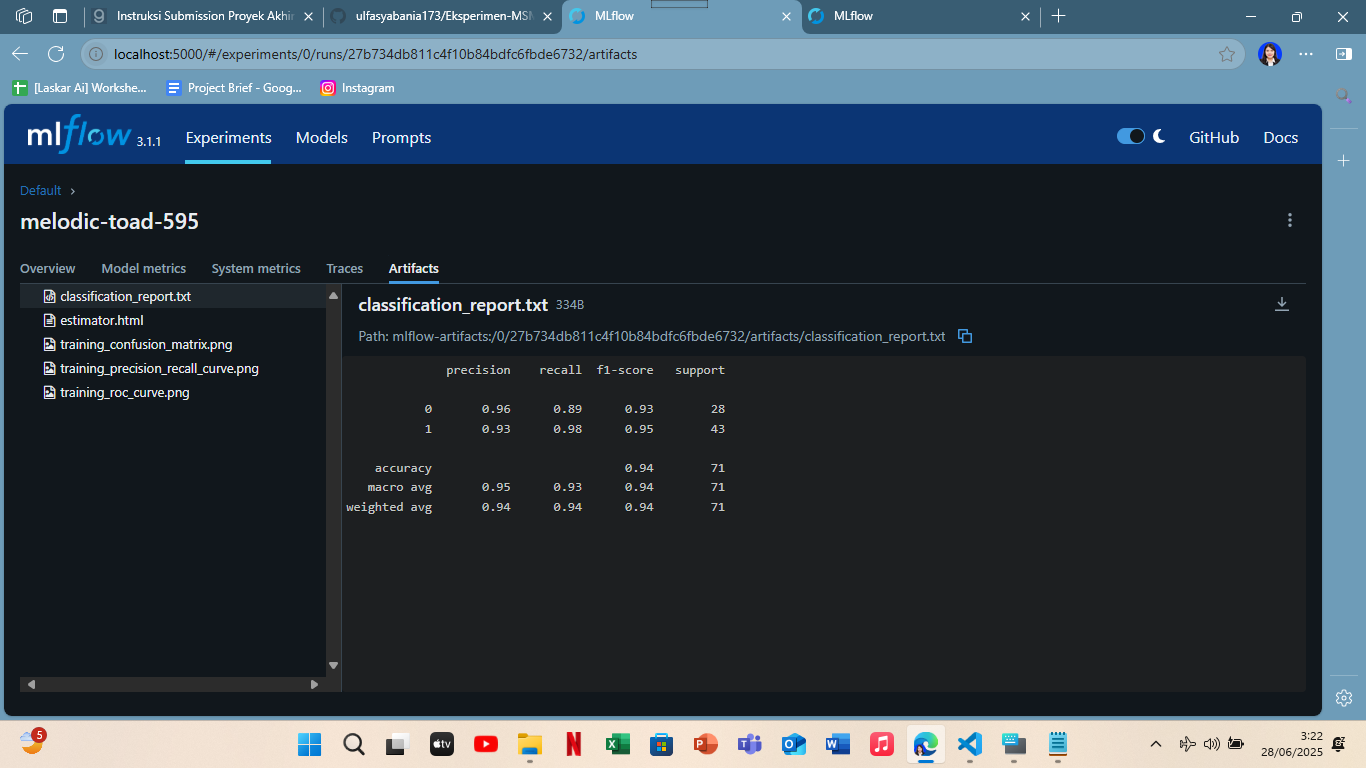 Instruksi Submission Proyek Akhir
ulfasyabania173/Eksperimen-MSM
MLflow
MLflow
localhost:5000/#/experiments/0/runs/27b734db811c4f10b84bdfc6fbde6732/artifacts
[Laskar Ai] Workshe...
Project Brief - Goog...
Instagram
mlflow 3.1.1
Experiments
Models
Prompts
GitHub
Docs
Default
melodic-toad-595
Overview
Model metrics
System metrics
Traces
Artifacts
classification_report.txt
estimator.html
training_confusion_matrix.png
training_precision_recall_curve.png
training_roc_curve.png
classification_report.txt 334B
Path: mlflow-artifacts:/0/27b734db811c4f10b84bdfc6fbde6732/artifacts/classification_report.txt
precision recall f1-score support
0 0.96 0.89 0.93 28
1 0.93 0.98 0.95 43
accuracy 0.94 71
macro avg 0.95 0.93 0.94 71
weighted avg 0.94 0.94 0.94 71
5
tv
3:22
28/06/2025